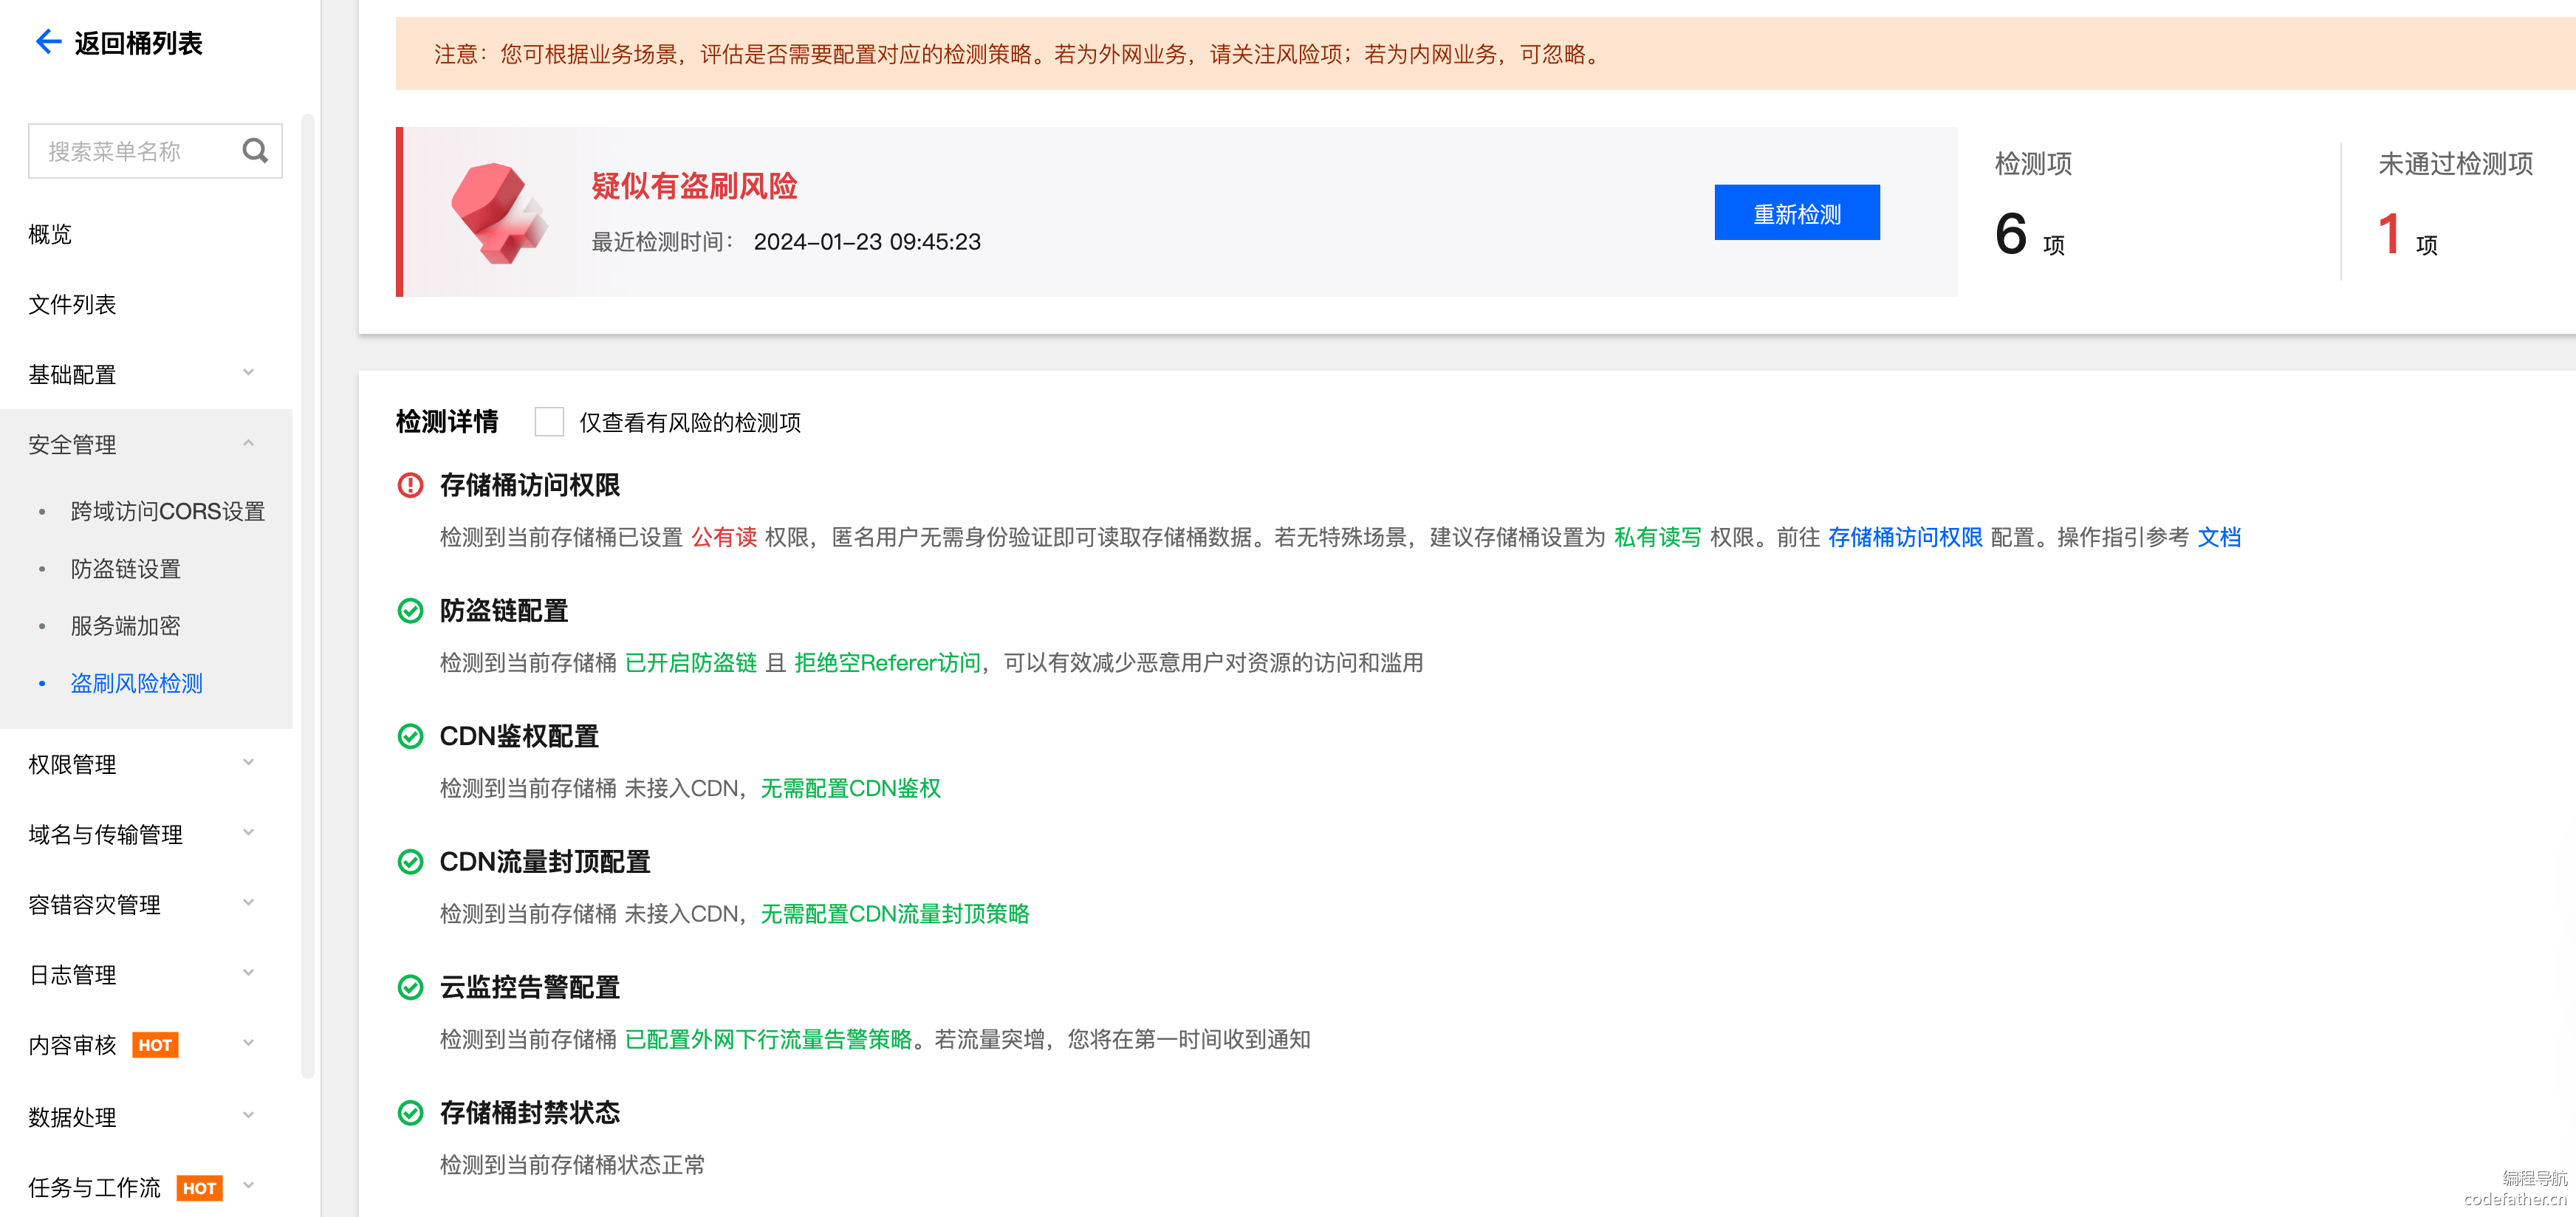 返回桶列表
搜索菜单名称
概览
文件列表
基础配置
安全管理
跨域访问CORS设置
防盗链设置
服务端加密
盗刷风险检测
权限管理
域名与传输管理
容错容灾管理
日志管理
内容审核 HOT
数据处理
任务与工作流 HOT
注意：您可根据业务场景，评估是否需要配置对应的检测策略。若为外网业务，请关注风险项；若为内网业务，可忽略。
疑似有盗刷风险
最近检测时间： 2024-01-23 09:45:23
重新检测
检测项
6 项
未通过检测项
1 项
检测详情 仅查看有风险的检测项
存储桶访问权限
检测到当前存储桶已设置 公有读 权限，匿名用户无需身份验证即可读取存储桶数据。若无特殊场景，建议存储桶设置为 私有读写 权限。前往 存储桶访问权限 配置。操作指引参考 文档
防盗链配置
检测到当前存储桶 已开启防盗链 且 拒绝空Referer访问，可以有效减少恶意用户对资源的访问和滥用
CDN鉴权配置
检测到当前存储桶 未接入CDN，无需配置CDN鉴权
CDN流量封顶配置
检测到当前存储桶 未接入CDN，无需配置CDN流量封顶策略
云监控告警配置
检测到当前存储桶 已配置外网下行流量告警策略。若流量突增，您将在第一时间收到通知
存储桶封禁状态
检测到当前存储桶状态正常
编程导航
codefather.cn